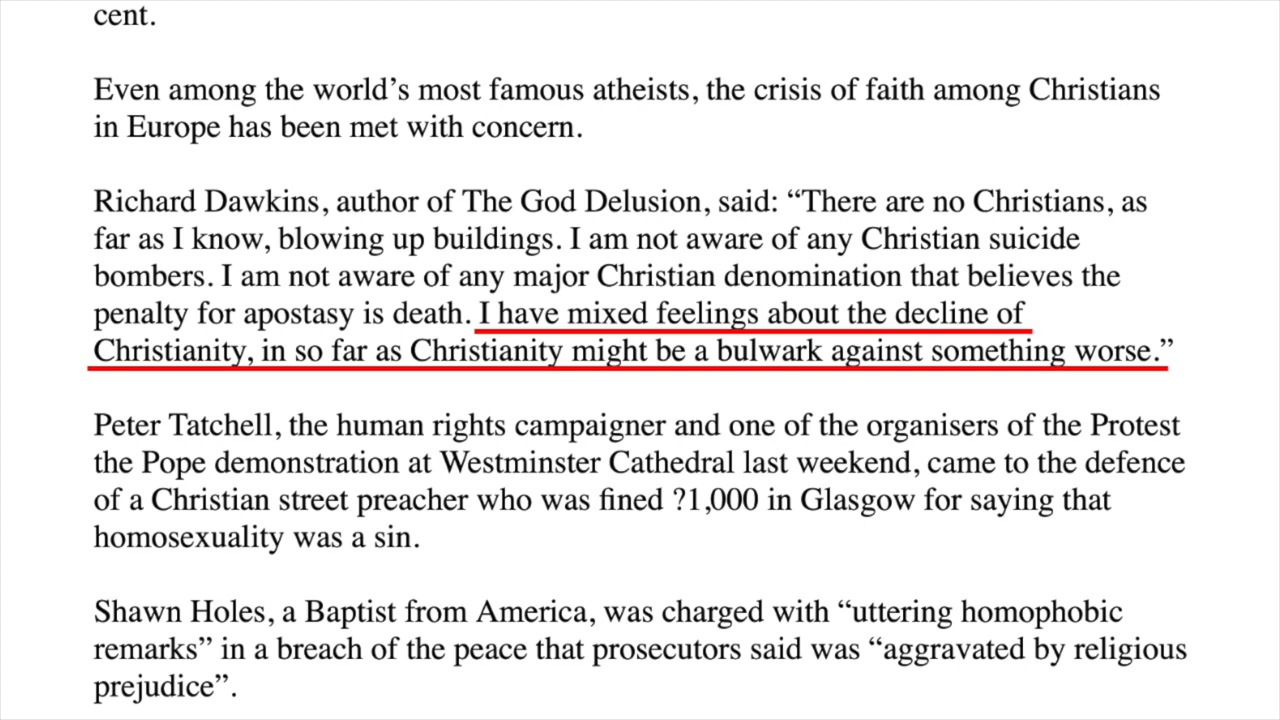 cent.
Even among the world’s most famous atheists, the crisis of faith among Christians
in Europe has been met with concern.
Richard Dawkins, author of The God Delusion, said: “There are no Christians, as
far as I know, blowing up buildings. I am not aware of any Christian suicide
bombers. I am not aware of any major Christian denomination that believes the
penalty for apostasy is death. I have mixed feelings about the decline of
Christianity, in so far as Christianity might be a bulwark against something worse.”
Peter Tatchell, the human rights campaigner and one of the organisers of the Protest
the Pope demonstration at Westminster Cathedral last weekend, came to the defence
of a Christian street preacher who was fined ?1,000 in Glasgow for saying that
homosexuality was a sin.
Shawn Holes, a Baptist from America, was charged with “uttering homophobic
remarks” in a breach of the peace that prosecutors said was “aggravated by religious
prejudice”.